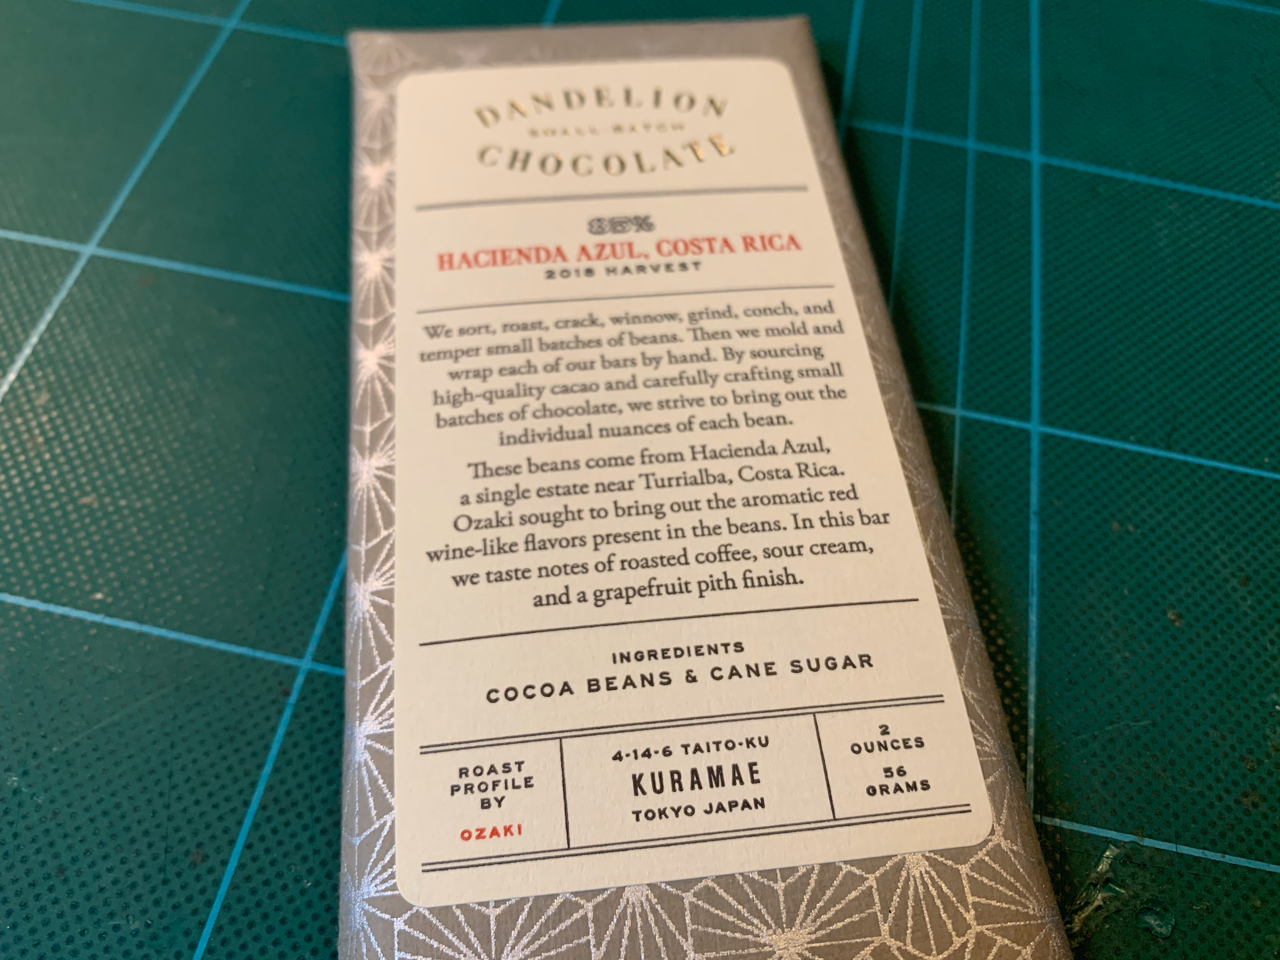 DANDELION
SMALL-BATCH
CHOCOLATE
85%
HACIENDA AZUL, COSTA RICA
2018 HARVEST
We sort, roast, crack, winnow, grind, conch, and
temper small batches of beans. Then we mold and
wrap each of our bars by hand. By sourcing
high-quality cacao and carefully crafting small
batches of chocolate, we strive to bring out the
individual nuances of each bean.
These beans come from Hacienda Azul,
a single estate near Turrialba, Costa Rica.
Ozaki sought to bring out the aromatic red
wine-like flavors present in the beans. In this bar
we taste notes of roasted coffee, sour cream,
and a grapefruit pith finish.
INGREDIENTS
COCOA BEANS & CANE SUGAR
ROAST
PROFILE
BY
OZAKI
4-14-6 TAITO-KU
KURAMAE
TOKYO JAPAN
2
OUNCES
56
GRAMS